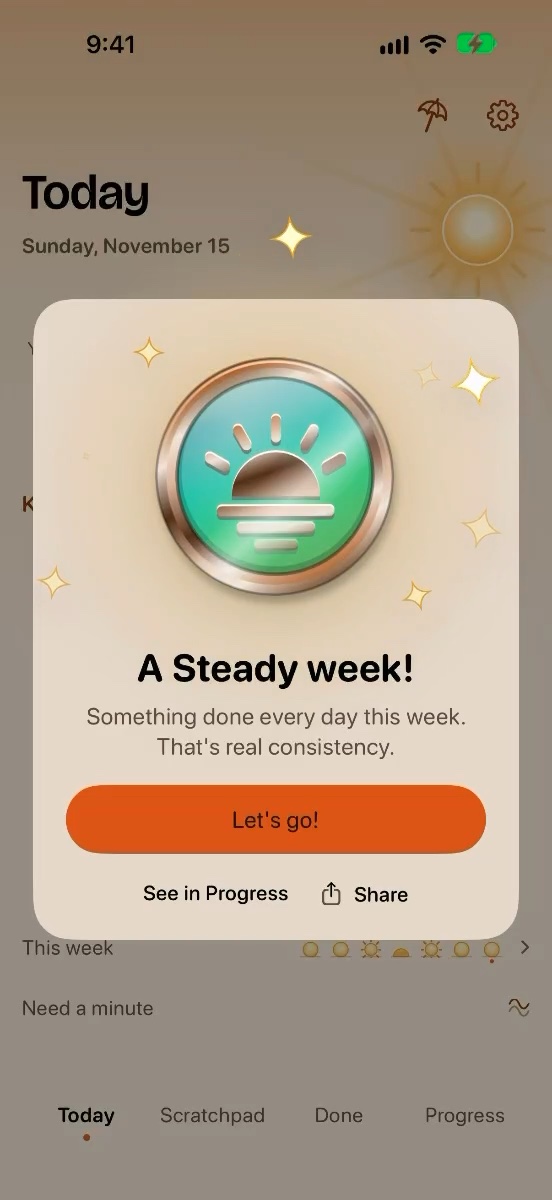 9:41
Today
Sunday, November 15
A Steady week!
Something done every day this week.
That's real consistency.
Let's go!
See in Progress
Share
This week
Need a minute
Today
Scratchpad
Done
Progress